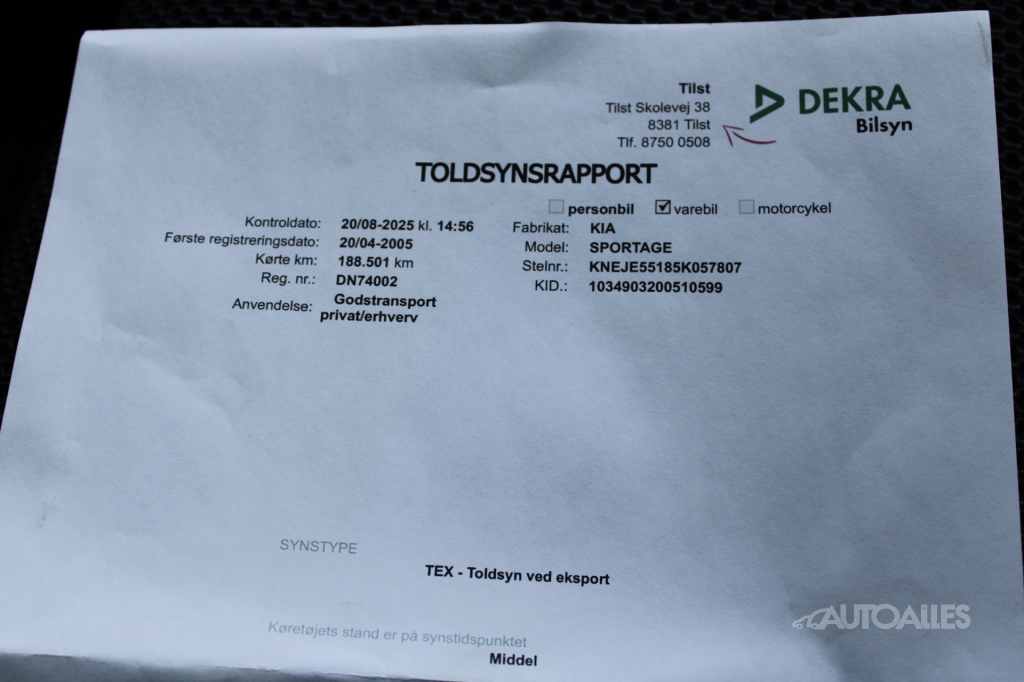 Tilst
Tilst Skolevej 38
8381 Tilst
Tlf. 8750 0508
DEKRA
Bilsyn
TOLDSYNSRAPPORT
personbil varebil motorcykel
Kontroldato: 20/08-2025 kl. 14:56
Første registreringsdato: 20/04-2005
Kørte km: 188.501 km
Reg. nr.: DN74002
Anvendelse: Godstransport
privat/erhverv
Fabrikat: KIA
Model: SPORTAGE
Stelnr.: KNEJE55185K057807
KID.: 1034903200510599
SYNSTYPE
TEX - Toldsyn ved eksport
Køretøjets stand er på synstidspunktet
Middel
AUTOALLES